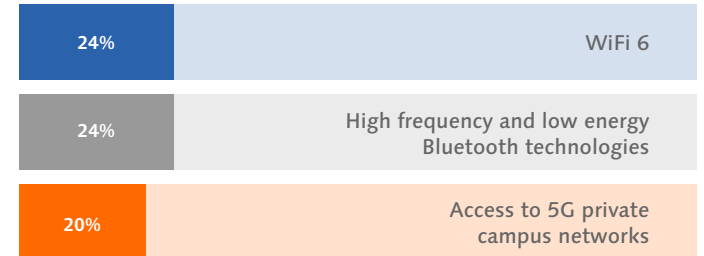 24%
WiFi 6
24%
High frequency and low energy
Bluetooth technologies
20%
Access to 5G private
campus networks